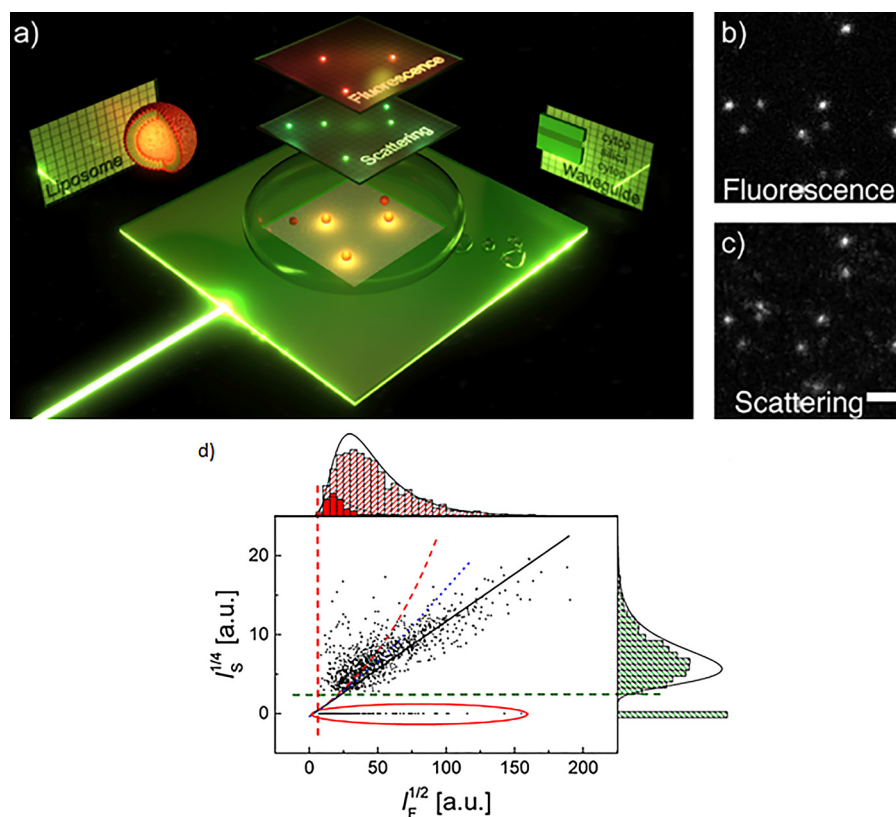 a)
Fluorescence
Scattering
Liposome
cytop
silica
cytop
Waveguide
b)
Fluorescence
c)
Scattering
d)
20
10
0
I_S^{1/4} [a.u.]
0
50
100
150
200
I_F^{1/2} [a.u.]